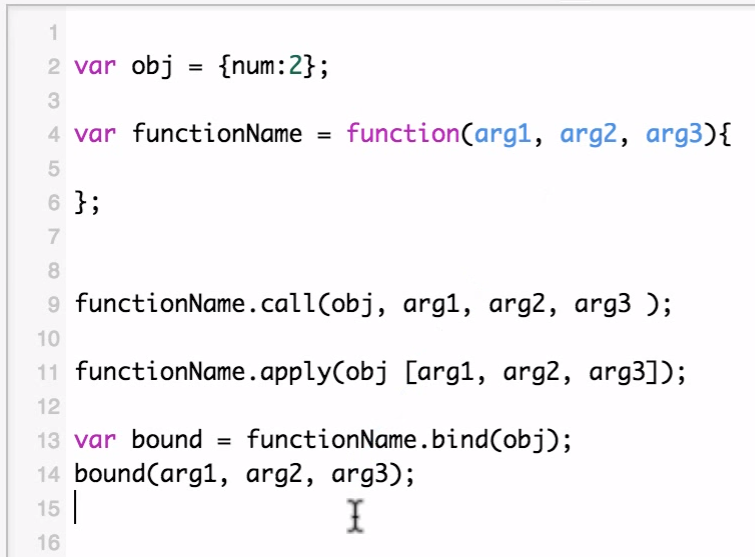 1
2 var obj = {num:2};
3
4 var functionName = function(arg1, arg2, arg3){
5
6 };
7
8
9 functionName.call(obj, arg1, arg2, arg3 );
10
11 functionName.apply(obj [arg1, arg2, arg3]);
12
13 var bound = functionName.bind(obj);
14 bound(arg1, arg2, arg3);
15
16